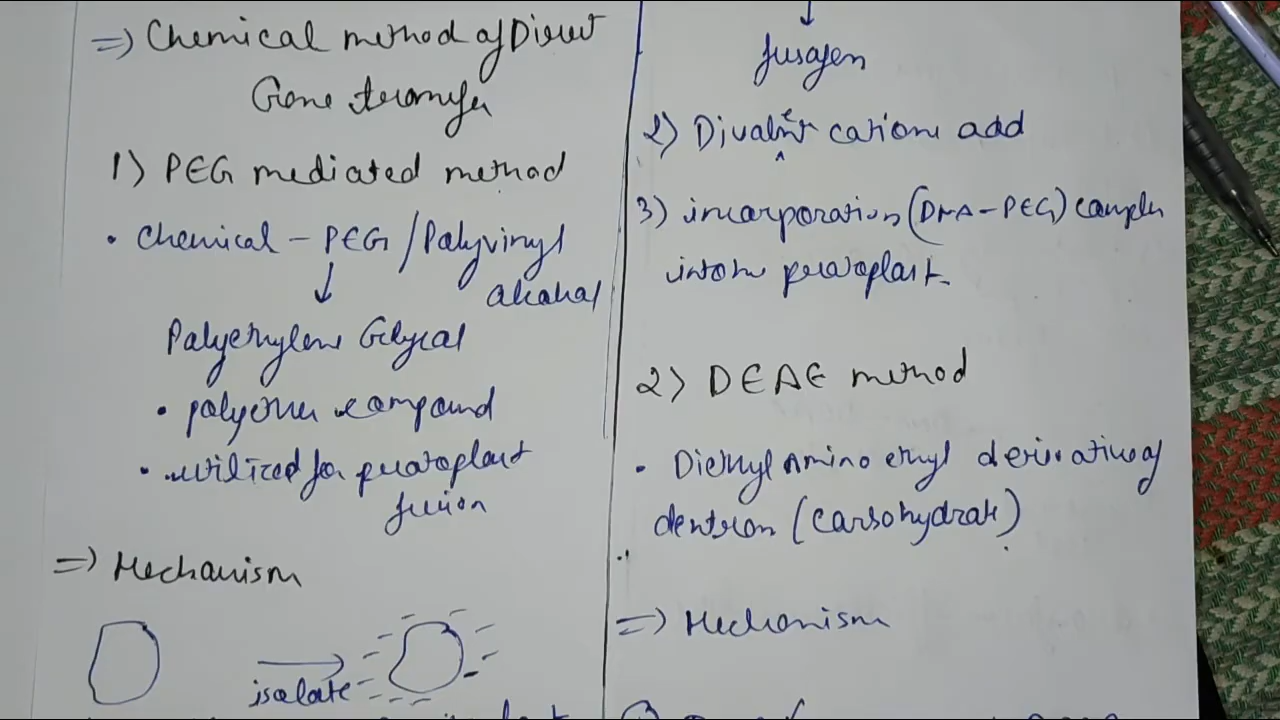 => Chemical method of Direct
Gene transfer
1) PEG mediated method
• Chemical - PEG / Polyvinyl
alcohol
↓
Polyethylene Glycol
• polymer compound
• utilized for protoplast
fusion
=> Mechanism
isolate
↓
fusogen
2) Divalent cations add
3) incorporation (DNA-PEG) complex
into the protoplast.
2) DEAE method
• Diethyl Amino ethyl derivative of
dextran (carbohydrate)
=> Mechanism